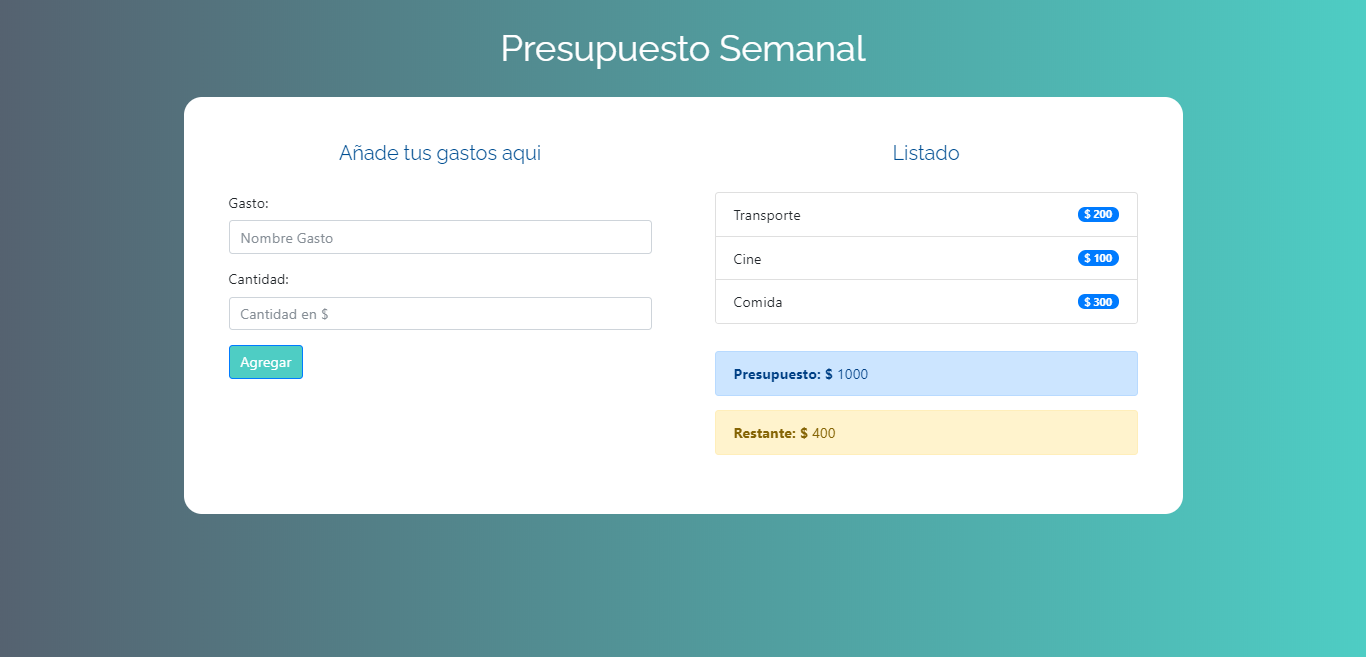 Presupuesto Semanal
Añade tus gastos aqui
Gasto:
Nombre Gasto
Cantidad:
Cantidad en $
Agregar
Listado
Transporte $ 200
Cine $ 100
Comida $ 300
Presupuesto: $ 1000
Restante: $ 400